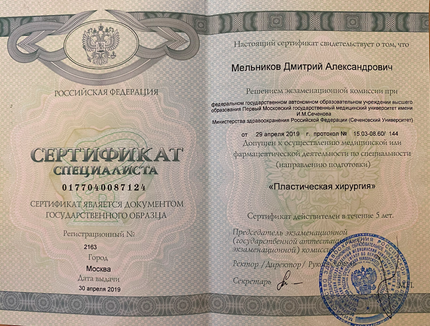 РОССИЙСКАЯ ФЕДЕРАЦИЯ
СЕРТИФИКАТ
СПЕЦИАЛИСТА
0177040087124
СЕРТИФИКАТ ЯВЛЯЕТСЯ ДОКУМЕНТОМ
ГОСУДАРСТВЕННОГО ОБРАЗЦА
Регистрационный №
2163
Город
Москва
Дата выдачи
30 апреля 2019
Настоящий сертификат свидетельствует о том, что
Мельников Дмитрий Александрович
Решением экзаменационной комиссии при
федеральном государственном автономном образовательном учреждении высшего
образования Первый Московский государственный медицинский университет имени
И.М.Сеченова
Министерства здравоохранения Российской Федерации (Сеченовский Университет)
от 29 апреля 2019 г. протокол № 15.03-08.60/ 144
Допущен к осуществлению медицинской или
фармацевтической деятельности по специальности
(направлению подготовки)
«Пластическая хирургия»
Сертификат действителен в течение 5 лет.
Председатель экзаменационной
(государственной аттестационной
экзаменационной) комиссии
Ректор /Директор / Руководитель
Секретарь
М.П.